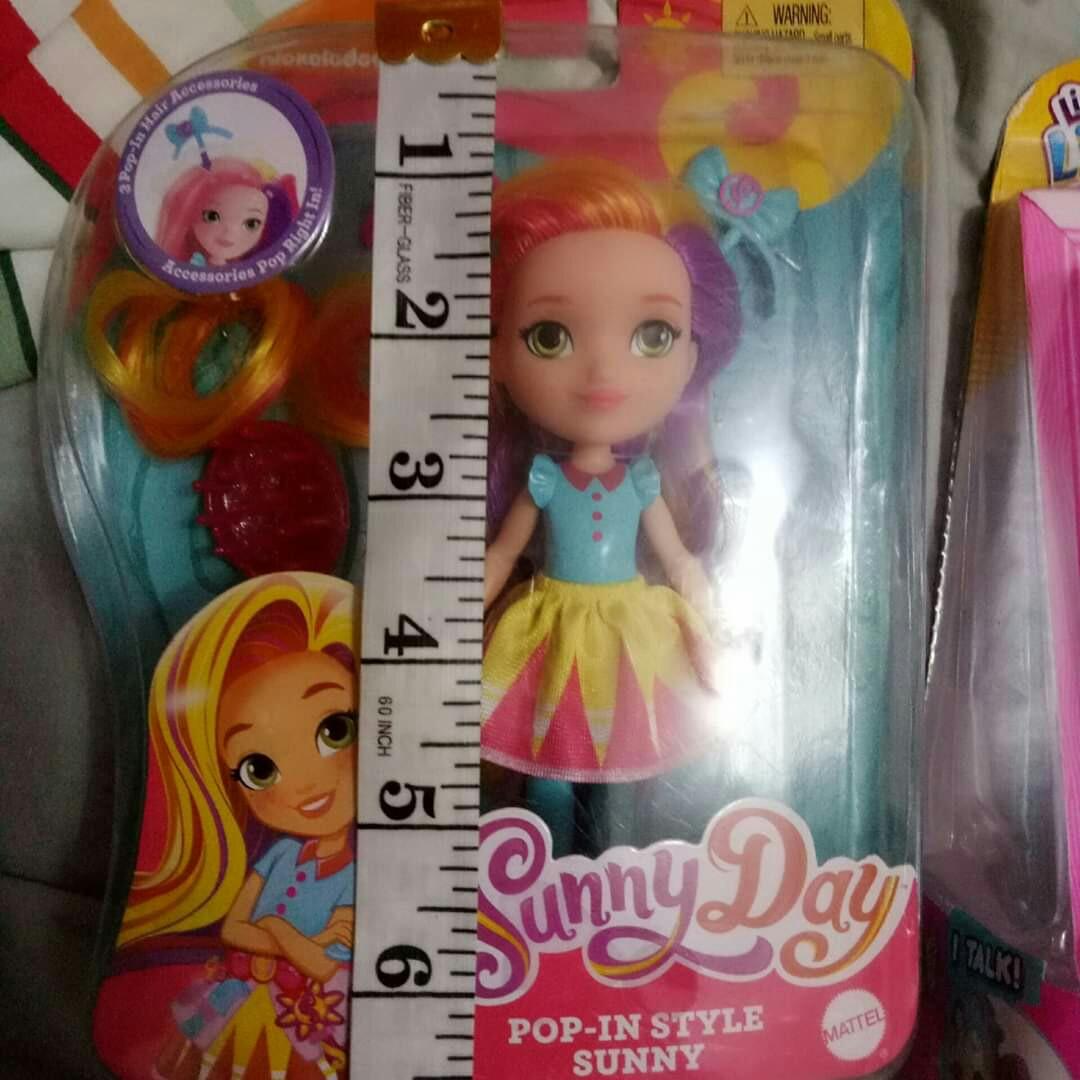 WARNING:
nickelodeo
3 Pop-In Hair Accessories
Accessories Pop Right In!
1
FIBER-GLASS
2
3
4
60 INCH
5
6
Sunny Day
POP-IN STYLE
SUNNY
MATTEL
I TALK!